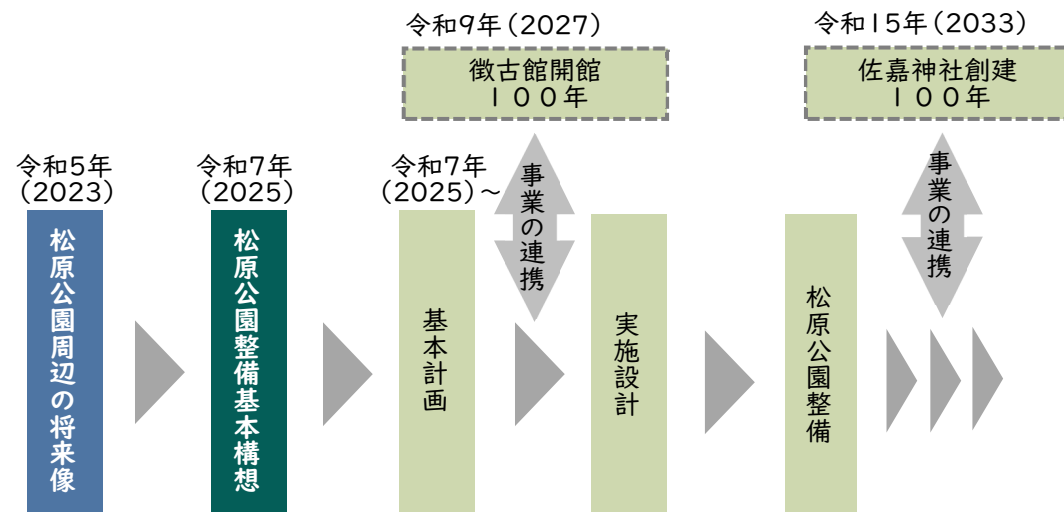 令和9年(2027)
徴古館開館
100年
令和15年(2033)
佐嘉神社創建
100年
令和5年
(2023)
令和7年
(2025)
令和7年
(2025)~
事業の連携
事業の連携
松原公園周辺の将来像
松原公園整備基本構想
基本計画
実施設計
松原公園整備